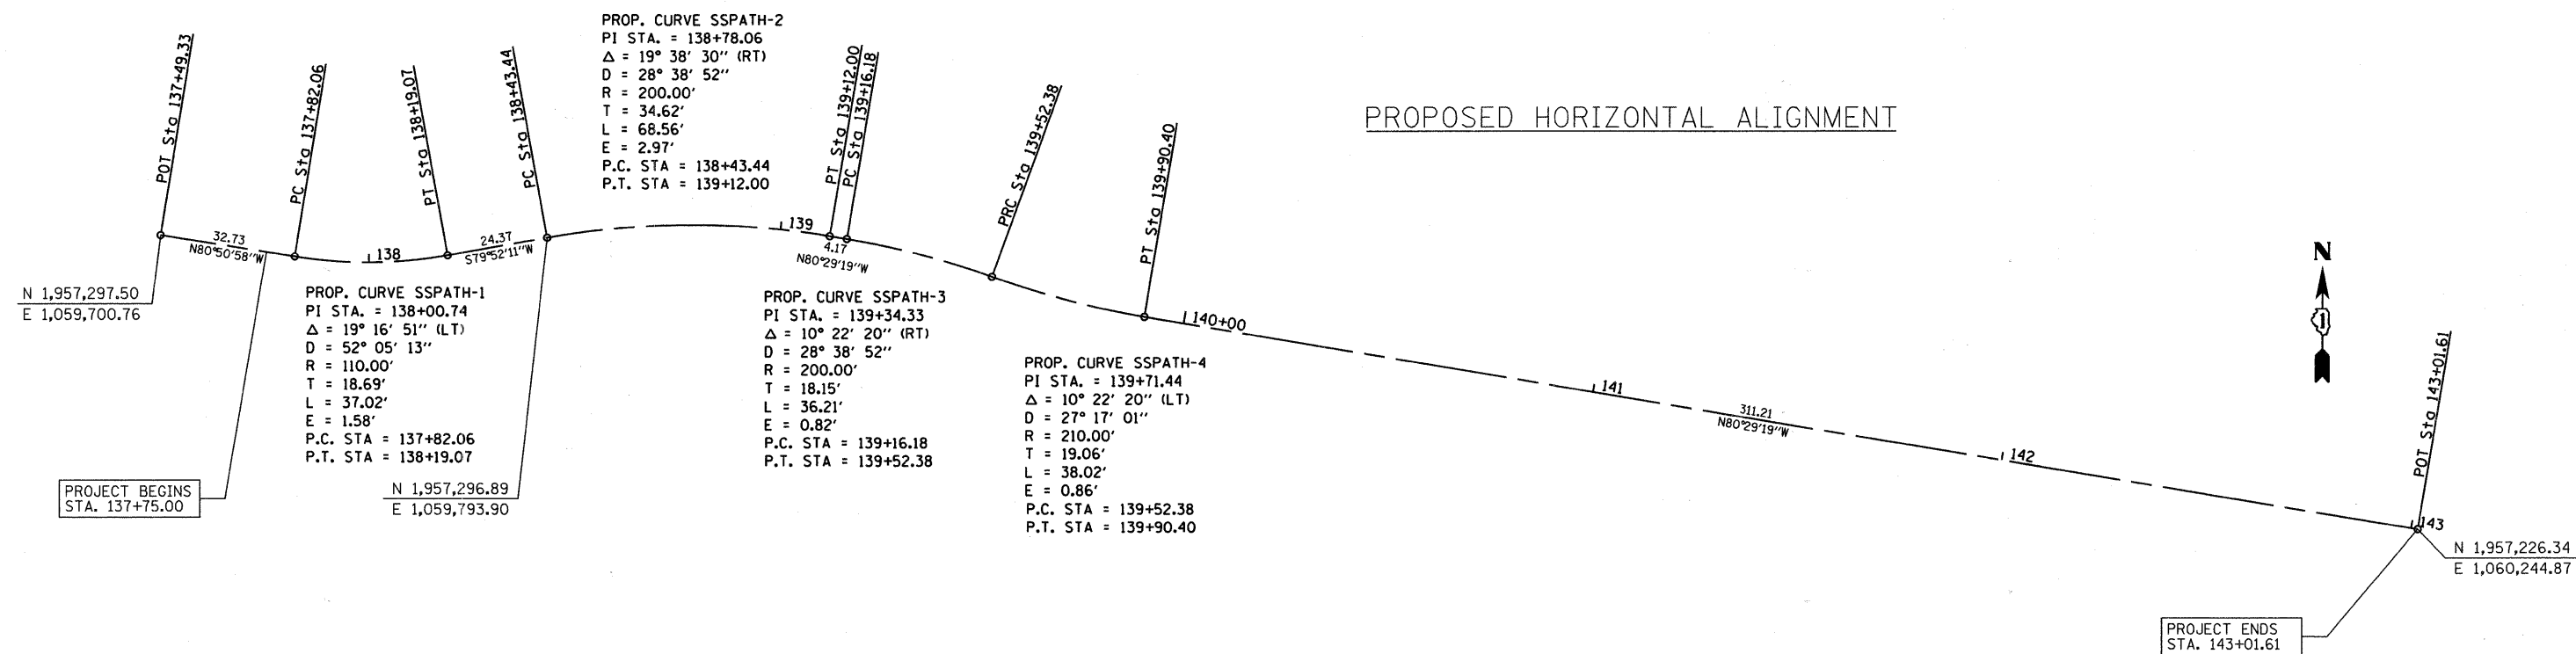 PROPOSED HORIZONTAL ALIGNMENT
POT Sta 137+49.33
PC Sta 137+82.06
PT Sta 138+19.07
PC Sta 138+43.44
PROP. CURVE SSPATH-2
PI STA. = 138+78.06
Δ = 19° 38' 30" (RT)
D = 28° 38' 52"
R = 200.00'
T = 34.62'
L = 68.56'
E = 2.97'
P.C. STA = 138+43.44
P.T. STA = 139+12.00
PT Sta 139+12.00
PC Sta 139+16.18
PRC Sta 139+52.38
PT Sta 139+90.40
32.73
N80°50'58"W
138
24.37
S79°52'11"W
139
4.17
N80°29'19"W
140+00
141
311.21
N80°29'19"W
142
143
POT Sta 143+01.61
N
1
N 1,957,297.50
E 1,059,700.76
PROP. CURVE SSPATH-1
PI STA. = 138+00.74
Δ = 19° 16' 51" (LT)
D = 52° 05' 13"
R = 110.00'
T = 18.69'
L = 37.02'
E = 1.58'
P.C. STA = 137+82.06
P.T. STA = 138+19.07
PROP. CURVE SSPATH-3
PI STA. = 139+34.33
Δ = 10° 22' 20" (RT)
D = 28° 38' 52"
R = 200.00'
T = 18.15'
L = 36.21'
E = 0.82'
P.C. STA = 139+16.18
P.T. STA = 139+52.38
PROP. CURVE SSPATH-4
PI STA. = 139+71.44
Δ = 10° 22' 20" (LT)
D = 27° 17' 01"
R = 210.00'
T = 19.06'
L = 38.02'
E = 0.86'
P.C. STA = 139+52.38
P.T. STA = 139+90.40
PROJECT BEGINS
STA. 137+75.00
N 1,957,296.89
E 1,059,793.90
N 1,957,226.34
E 1,060,244.87
PROJECT ENDS
STA. 143+01.61